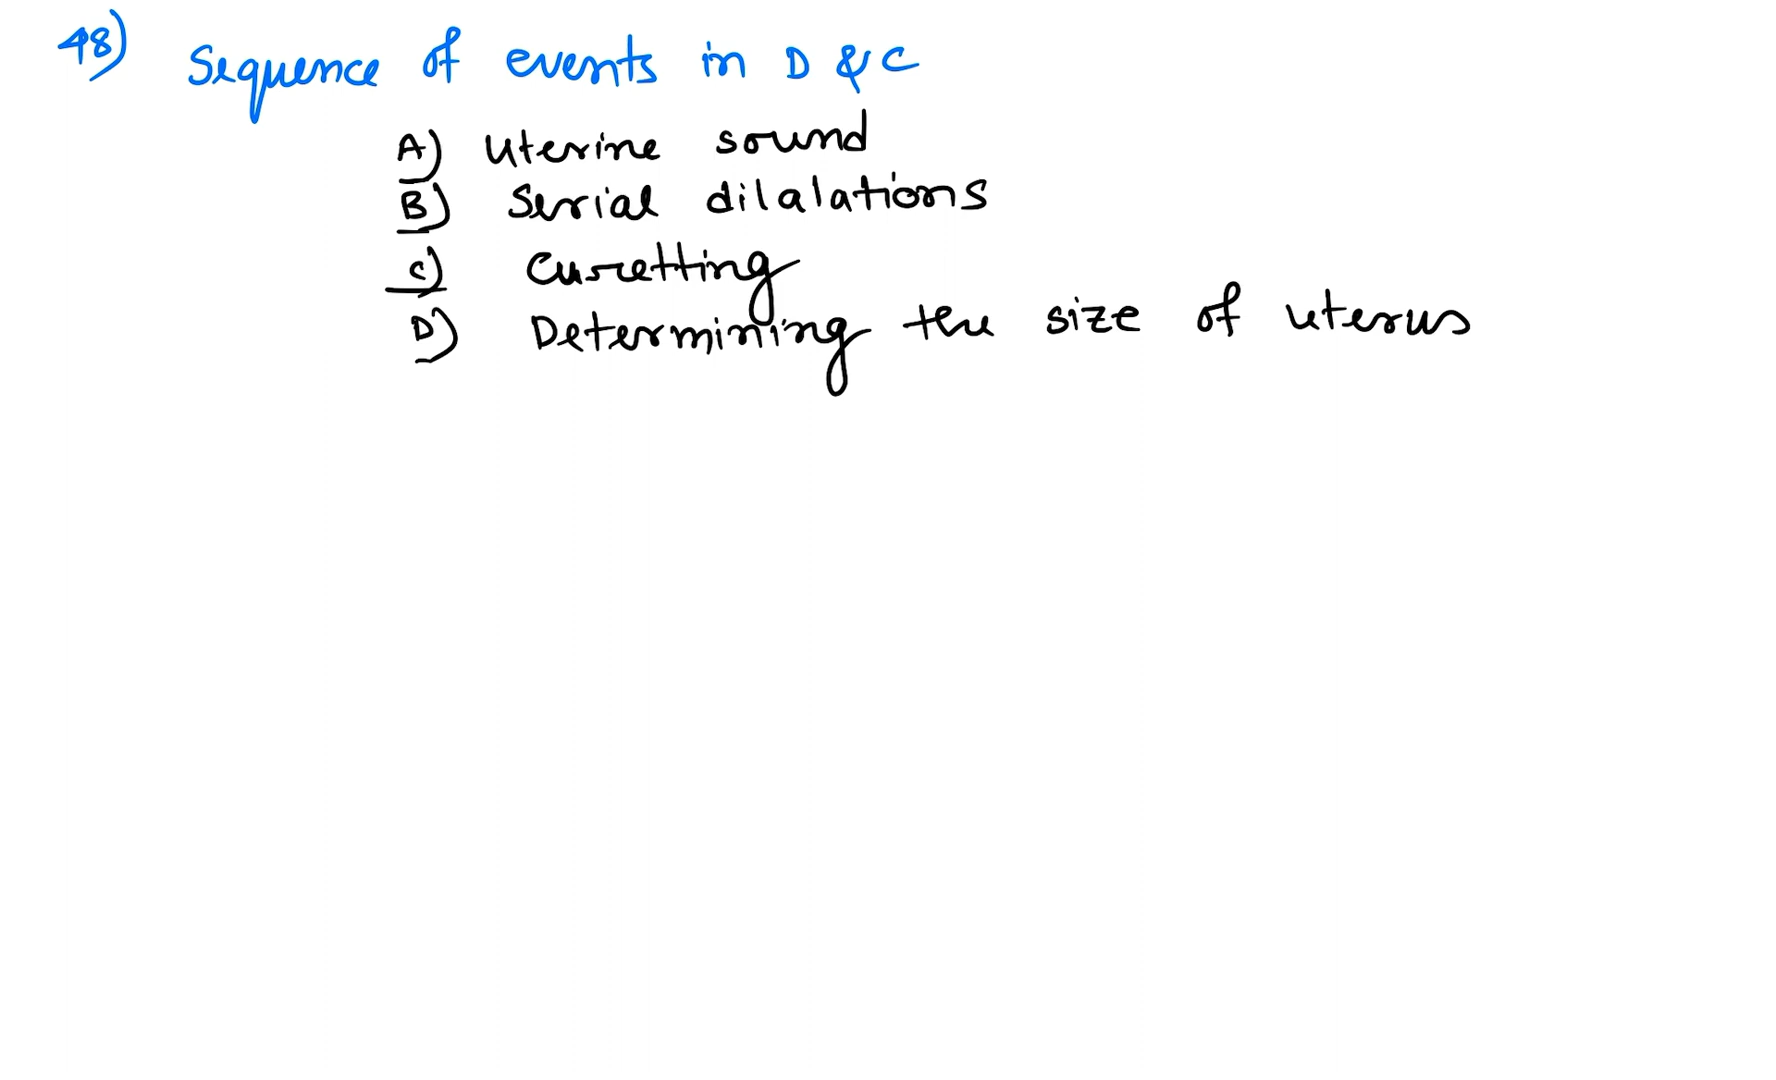 48) Sequence of events in D & C
A) Uterine sound
B) Serial dilalations
C) Curetting
D) Determining the size of uterus